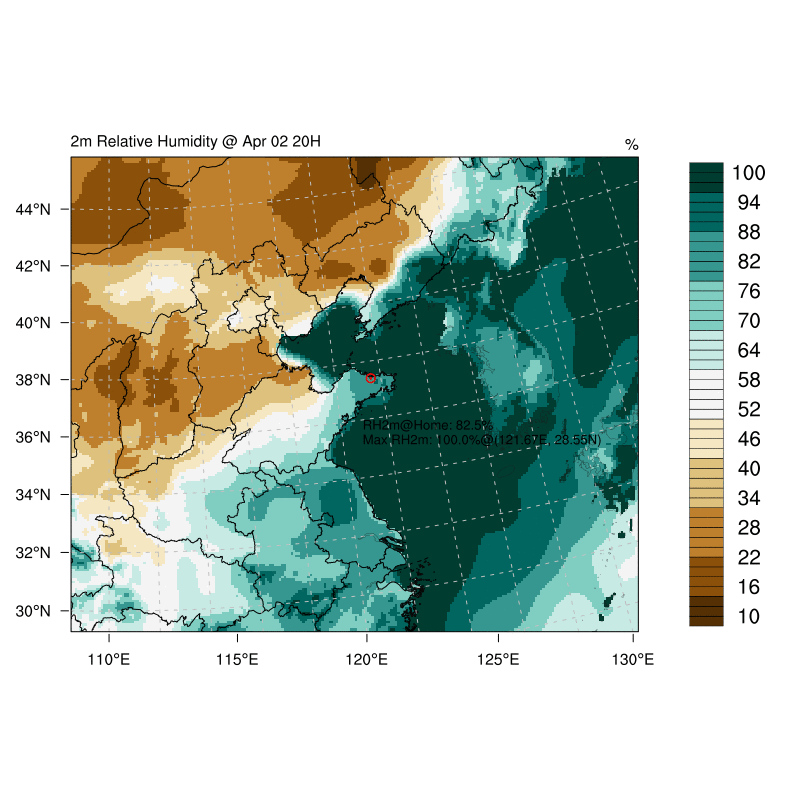 2m Relative Humidity @ Apr 02 20H
%
44°N
42°N
40°N
38°N
36°N
34°N
32°N
30°N
110°E
115°E
120°E
125°E
130°E
RH2m@Home: 82.5%
Max RH2m: 100.0%@(121.67E, 28.55N)
100
94
88
82
76
70
64
58
52
46
40
34
28
22
16
10